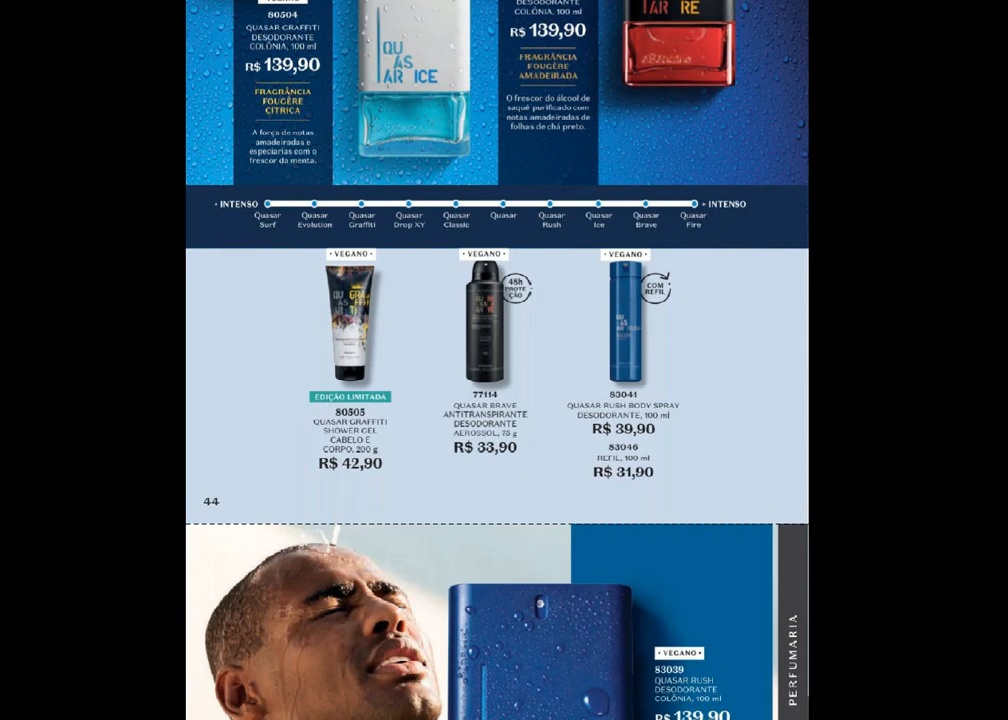 80504
QUASAR GRAFFITI
DESODORANTE
COLÔNIA, 100 ml
R$ 139,90
FRAGRÂNCIA
FOUGÈRE
CÍTRICA
A força de notas
amadeiradas e
especiarias com o
frescor da menta.
QU
AS
AR ICE
DESODORANTE
COLÔNIA, 100 ml
R$ 139,90
FRAGRÂNCIA
FOUGÈRE
AMADEIRADA
O frescor do álcool de
saquê purificado com
notas amadeiradas de
folhas de chá preto.
- INTENSO
Quasar
Surf
Quasar
Evolution
Quasar
Graffiti
Quasar
Drop XY
Quasar
Classic
Quasar
Quasar
Rush
Quasar
Ice
Quasar
Brave
Quasar
Fire
+ INTENSO
• VEGANO •
EDIÇÃO LIMITADA
80505
QUASAR GRAFFITI
SHOWER GEL
CABELO E
CORPO, 200 g
R$ 42,90
• VEGANO •
48h
PROTE
ÇÃO
77114
QUASAR BRAVE
ANTITRANSPIRANTE
DESODORANTE
AEROSSOL, 75 g
R$ 33,90
• VEGANO •
COM
REFIL
83041
QUASAR RUSH BODY SPRAY
DESODORANTE, 100 ml
R$ 39,90
83046
REFIL, 100 ml
R$ 31,90
44
• VEGANO •
83039
QUASAR RUSH
DESODORANTE
COLÔNIA, 100 ml
R$ 139,90
PERFUMARIA